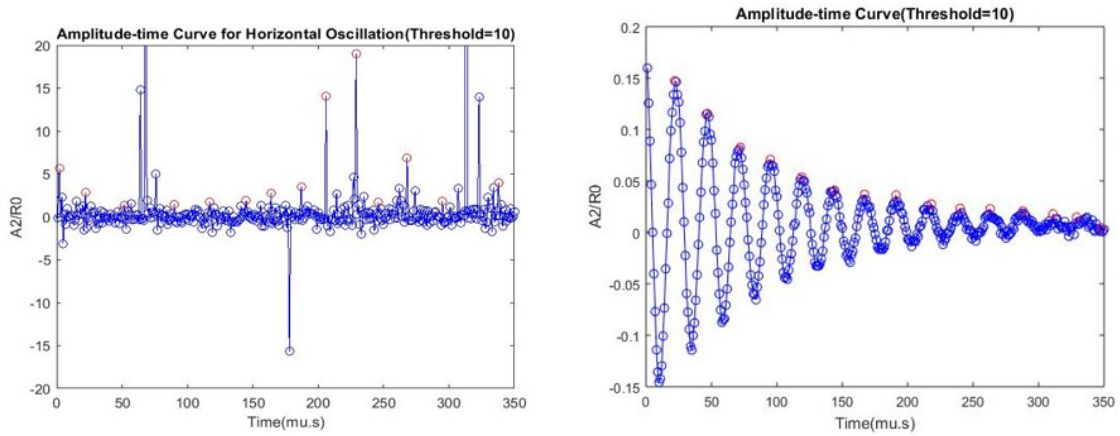 Amplitude-time Curve for Horizontal Oscillation(Threshold=10)
20
15
10
5
0
-5
-10
-15
-20
A2/R0
0 50 100 150 200 250 300 350
Time(mu.s)
Amplitude-time Curve(Threshold=10)
0.2
0.15
0.1
0.05
0
-0.05
-0.1
-0.15
A2/R0
0 50 100 150 200 250 300 350
Time(mu.s)